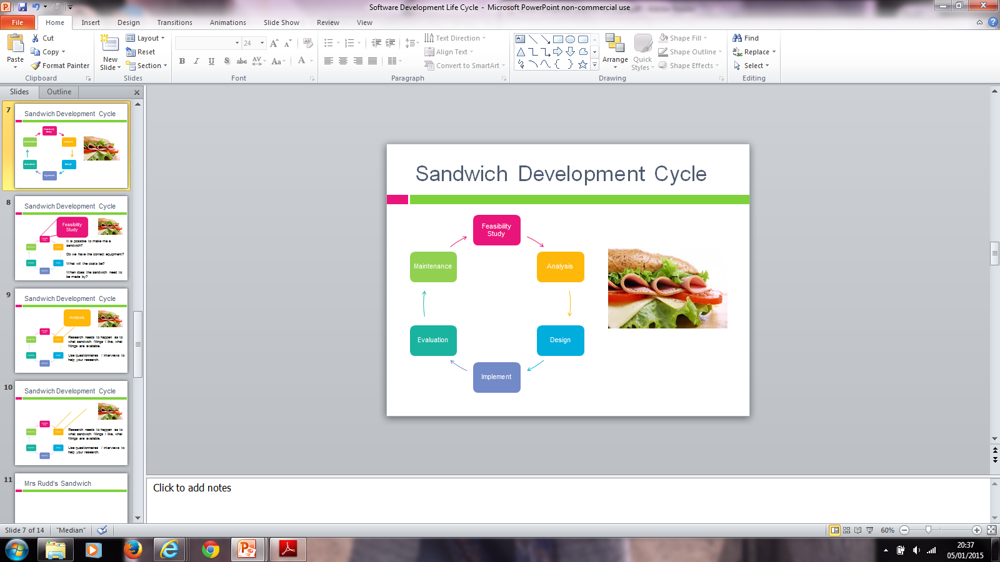 Software Development Life Cycle - Microsoft PowerPoint non-commercial use
File Home Insert Design Transitions Animations Slide Show Review View
Paste
Cut
Copy
Format Painter
Clipboard
New
Slide
Layout
Reset
Section
Slides
24
B I U S abc AV Aa A
Font
Text Direction
Align Text
Convert to SmartArt
Paragraph
Arrange
Quick
Styles
Shape Fill
Shape Outline
Shape Effects
Drawing
Find
Replace
Select
Editing
Slides Outline
7
Sandwich Development Cycle
Feasibility
Study
Analysis
Design
Implement
Evaluation
Maintenance
8
Sandwich Development Cycle
Feasibility
Study
It is possible to make me a
sandwich?
Do we have the correct equipment?
What will the costs be?
When does the sandwich need to
be made by?
9
Sandwich Development Cycle
Analysis
Research needs to happen as to
what sandwich fillings I like, what
fillings are available.
Use questionnaires / interviews to
help your research.
10
Sandwich Development Cycle
Research needs to happen as to
what sandwich fillings I like, what
fillings are available.
Use questionnaires / interviews to
help your research.
11
Mrs Rudd's Sandwich
Sandwich Development Cycle
Feasibility
Study
Analysis
Design
Implement
Evaluation
Maintenance
Click to add notes
Slide 7 of 14 "Median" 60%
20:37
05/01/2015